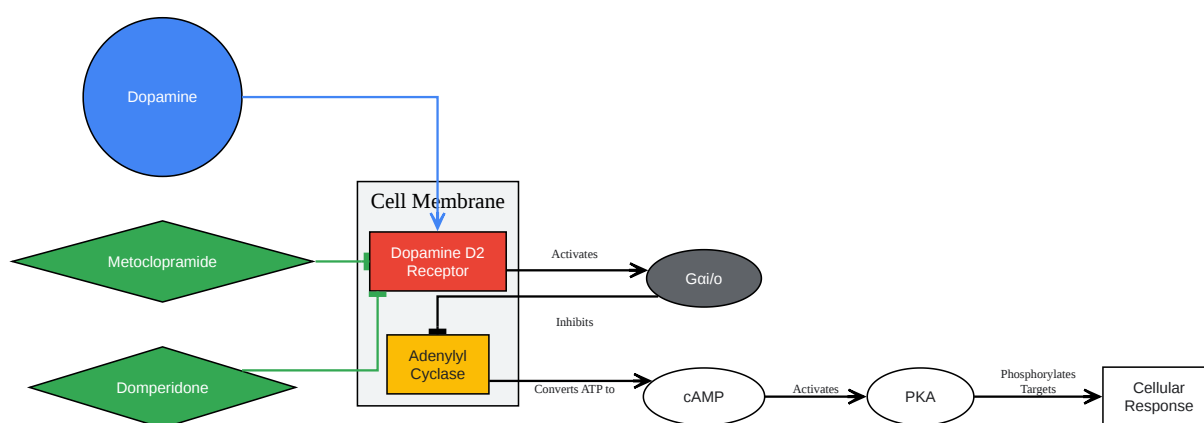 Dopamine
Cell Membrane
Metoclopramide
Dopamine D2
Receptor
Activates
Gαi/o
Inhibits
Domperidone
Adenylyl
Cyclase
Converts ATP to
cAMP
Activates
PKA
Phosphorylates
Targets
Cellular
Response